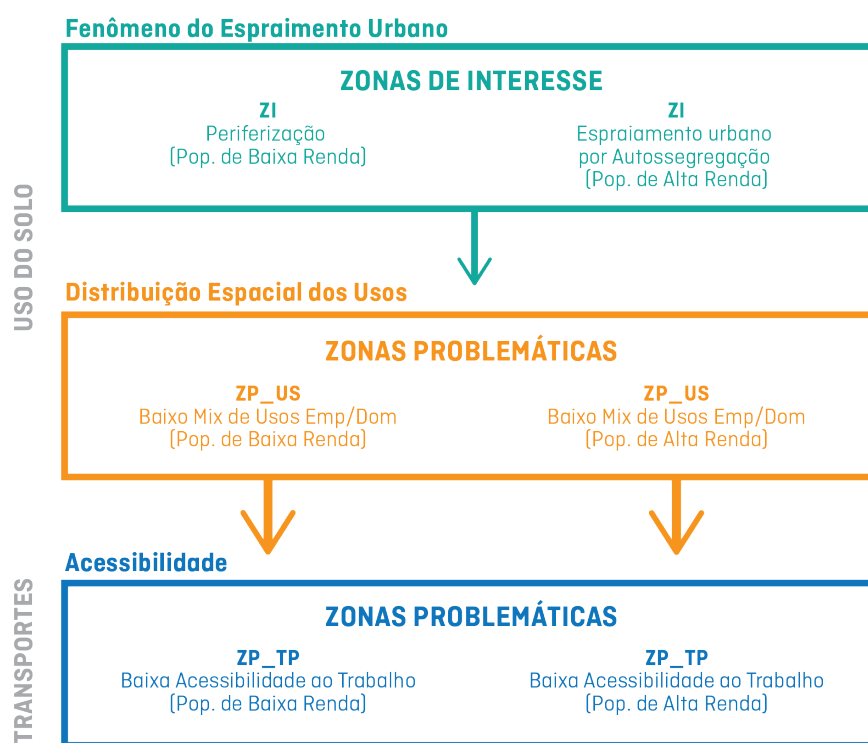 Fenômeno do Espraimento Urbano
ZONAS DE INTERESSE
ZI
Periferização
(Pop. de Baixa Renda)
ZI
Espraiamento urbano
por Autossegregação
(Pop. de Alta Renda)
USO DO SOLO
Distribuição Espacial dos Usos
ZONAS PROBLEMÁTICAS
ZP_US
Baixo Mix de Usos Emp/Dom
(Pop. de Baixa Renda)
ZP_US
Baixo Mix de Usos Emp/Dom
(Pop. de Alta Renda)
Acessibilidade
TRANSPORTES
ZONAS PROBLEMÁTICAS
ZP_TP
Baixa Acessibilidade ao Trabalho
(Pop. de Baixa Renda)
ZP_TP
Baixa Acessibilidade ao Trabalho
(Pop. de Alta Renda)